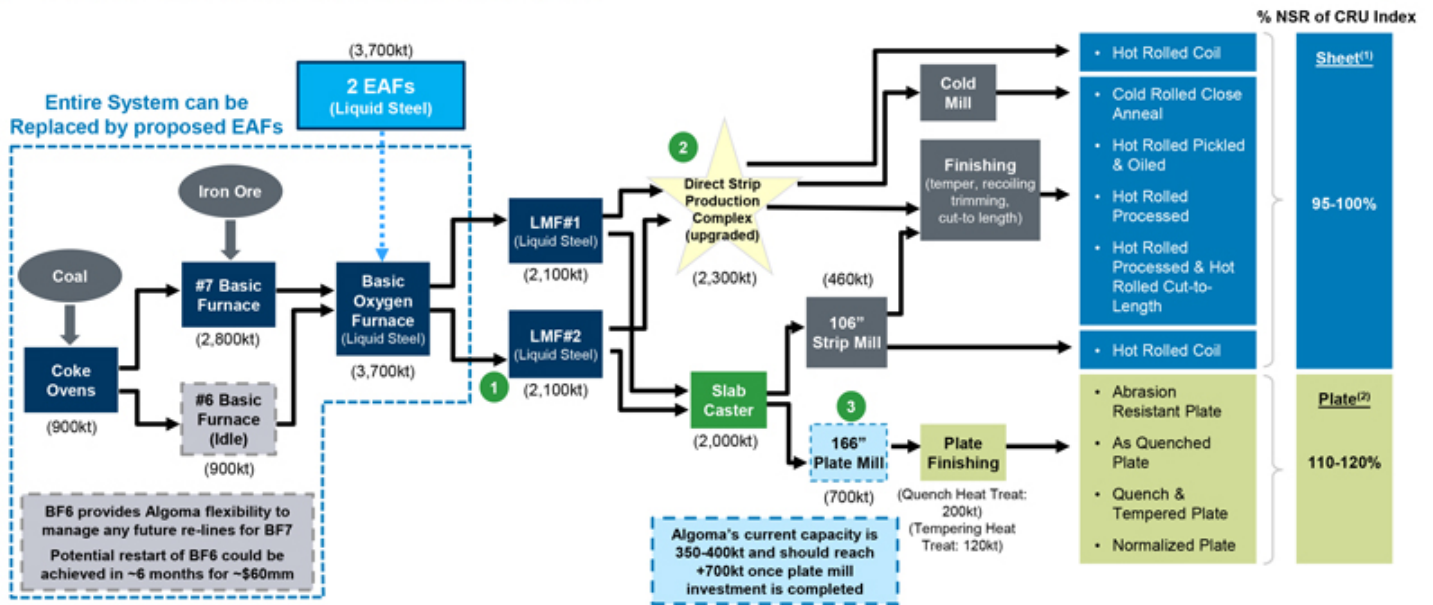 % NSR of CRU Index
(3,700kt)
2 EAFs
(Liquid Steel)
Entire System can be
Replaced by proposed EAFs
Iron Ore
Coal
Coke
Ovens
(900kt)
#7 Basic
Furnace
(2,800kt)
#6 Basic
Furnace
(Idle)
(900kt)
Basic
Oxygen
Furnace
(Liquid Steel)
(3,700kt)
BF6 provides Algoma flexibility to
manage any future re-lines for BF7
Potential restart of BF6 could be
achieved in ~6 months for ~$60mm
1
LMF#1
(Liquid Steel)
(2,100kt)
LMF#2
(Liquid Steel)
(2,100kt)
2
Direct Strip
Production
Complex
(upgraded)
(2,300kt)
Slab
Caster
(2,000kt)
Cold
Mill
Finishing
(temper, recoiling
trimming,
cut-to length)
(460kt)
106”
Strip Mill
3
166”
Plate Mill
(700kt)
Plate
Finishing
(Quench Heat Treat:
200kt)
(Tempering Heat
Treat: 120kt)
Algoma’s current capacity is
350-400kt and should reach
+700kt once plate mill
investment is completed
• Hot Rolled Coil
• Cold Rolled Close
Anneal
• Hot Rolled Pickled
& Oiled
• Hot Rolled
Processed
• Hot Rolled
Processed & Hot
Rolled Cut-to-
Length
• Hot Rolled Coil
• Abrasion
Resistant Plate
• As Quenched
Plate
• Quench &
Tempered Plate
• Normalized Plate
Sheet(1)
95-100%
Plate(2)
110-120%